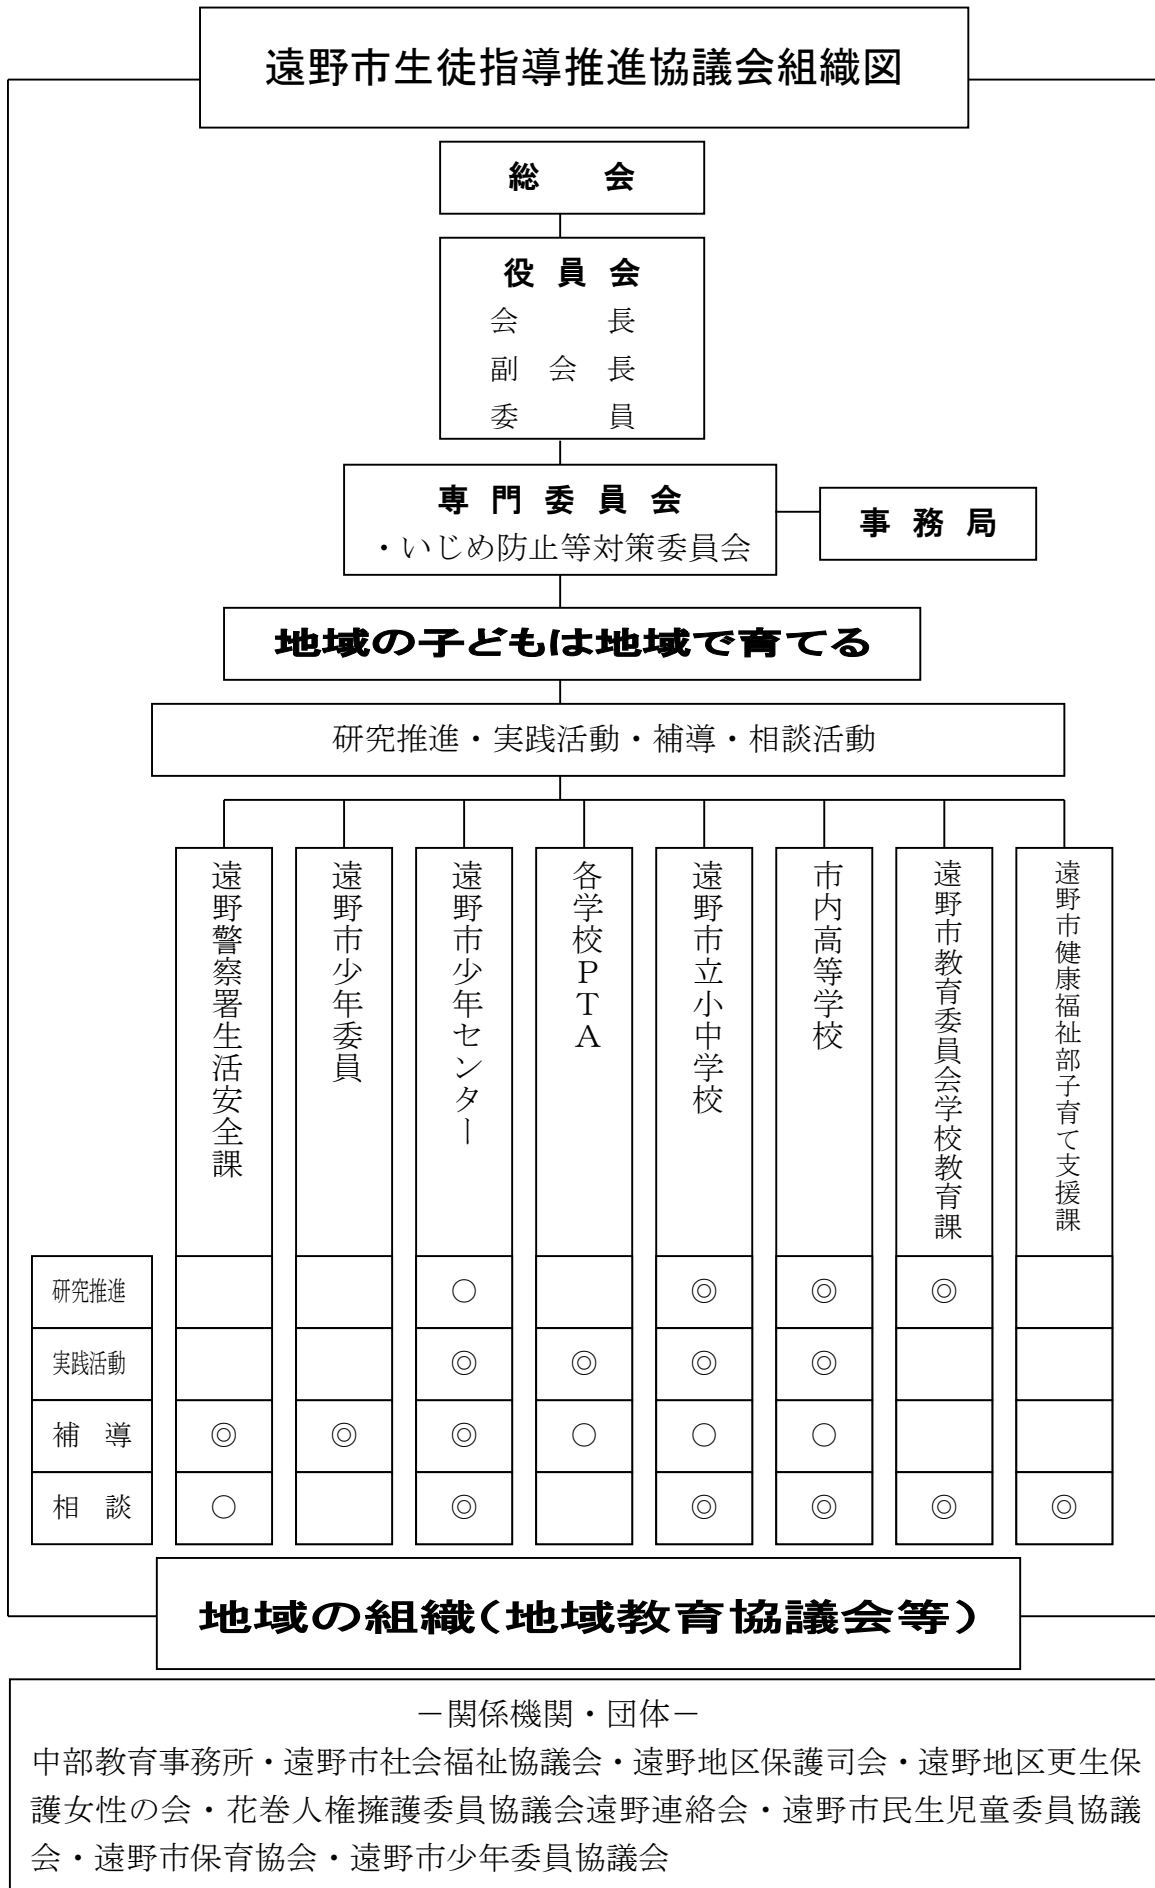 遠野市生徒指導推進協議会組織図
総　会
役 員 会
会　　長
副 会 長
委　　員
専 門 委 員 会
・いじめ防止等対策委員会
事 務 局
地域の子どもは地域で育てる
研究推進・実践活動・補導・相談活動
遠野警察署生活安全課
遠野市少年委員
遠野市少年センター
各学校ＰＴＡ
遠野市立小中学校
市内高等学校
遠野市教育委員会学校教育課
遠野市健康福祉部子育て支援課
研究推進 ○ ◎ ◎ ◎
実践活動 ◎ ◎ ◎ ◎
補　導 ◎ ◎ ◎ ○ ○ ○
相　談 ○ ◎ ◎ ◎ ◎ ◎
地域の組織（地域教育協議会等）
－関係機関・団体－
中部教育事務所・遠野市社会福祉協議会・遠野地区保護司会・遠野地区更生保
護女性の会・花巻人権擁護委員協議会遠野連絡会・遠野市民生児童委員協議
会・遠野市保育協会・遠野市少年委員協議会